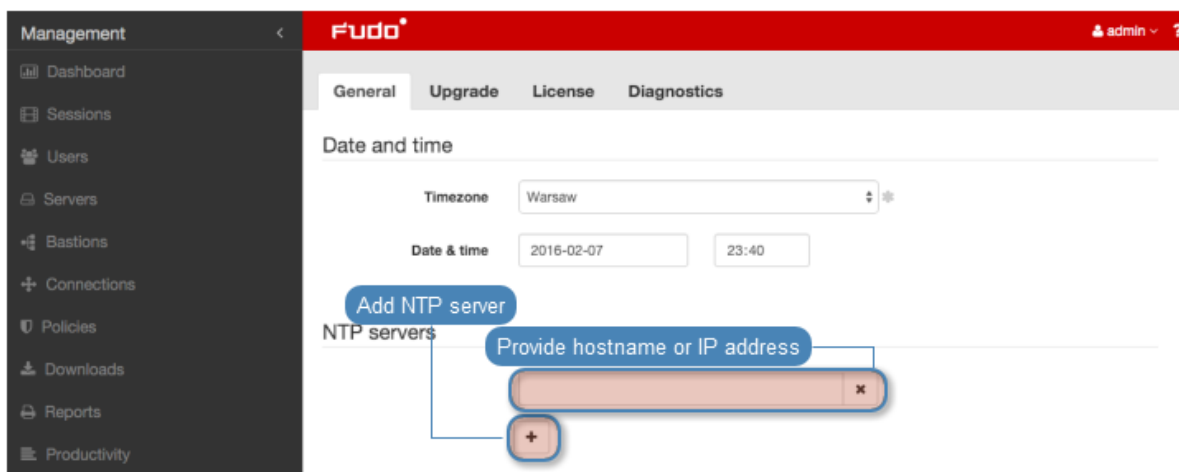 Management
Dashboard
Sessions
Users
Servers
Bastions
Connections
Policies
Downloads
Reports
Productivity
FUDO
admin
?
General Upgrade License Diagnostics
Date and time
Timezone Warsaw
Date & time 2016-02-07 23:40
Add NTP server
NTP servers
Provide hostname or IP address